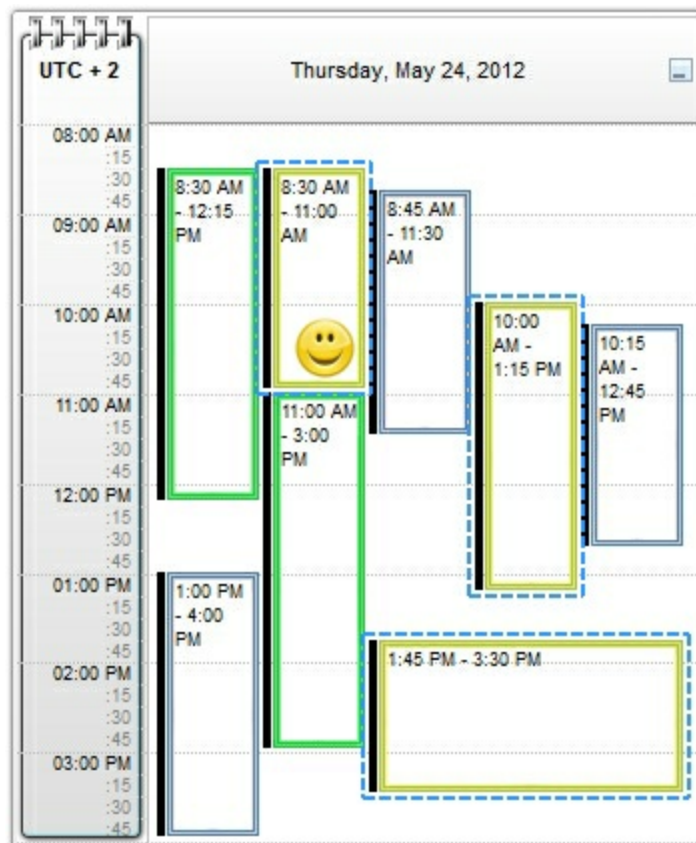 UTC + 2
Thursday, May 24, 2012
08:00 AM
:15
:30
:45
09:00 AM
:15
:30
:45
10:00 AM
:15
:30
:45
11:00 AM
:15
:30
:45
12:00 PM
:15
:30
:45
01:00 PM
:15
:30
:45
02:00 PM
:15
:30
:45
03:00 PM
:15
:30
:45
8:30 AM
- 12:15
PM
8:30 AM
- 11:00
AM
8:45 AM
- 11:30
AM
10:00
AM -
1:15 PM
10:15
AM -
12:45
PM
11:00 AM
- 3:00
PM
1:00 PM
- 4:00
PM
1:45 PM - 3:30 PM